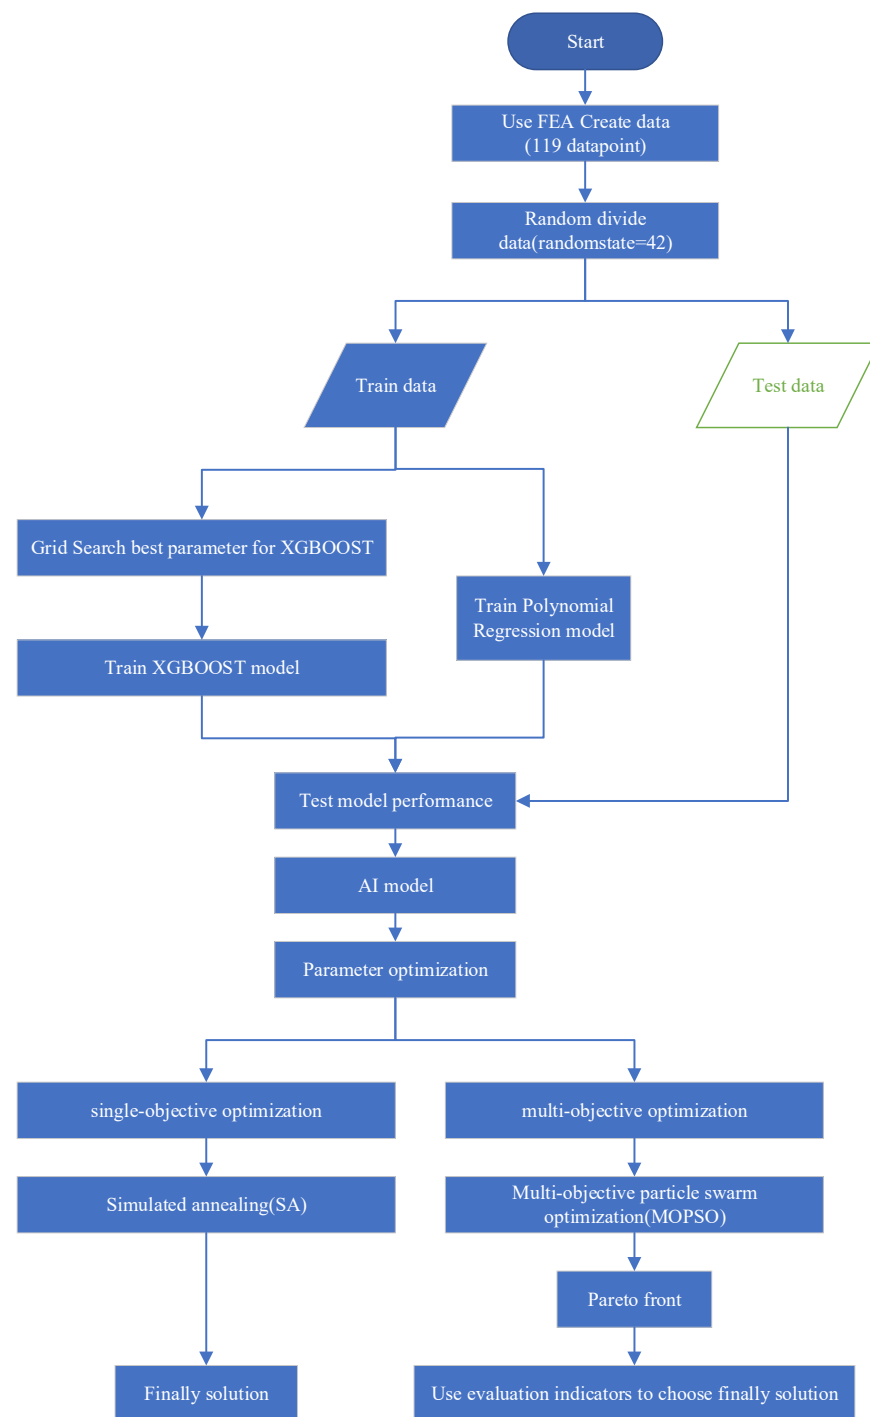 Start
Use FEA Create data
(119 datapoint)
Random divide
data(randomstate=42)
Train data
Test data
Grid Search best parameter for XGBOOST
Train Polynomial
Regression model
Train XGBOOST model
Test model performance
AI model
Parameter optimization
single-objective optimization
multi-objective optimization
Simulated annealing(SA)
Multi-objective particle swarm
optimization(MOPSO)
Pareto front
Finally solution
Use evaluation indicators to choose finally solution